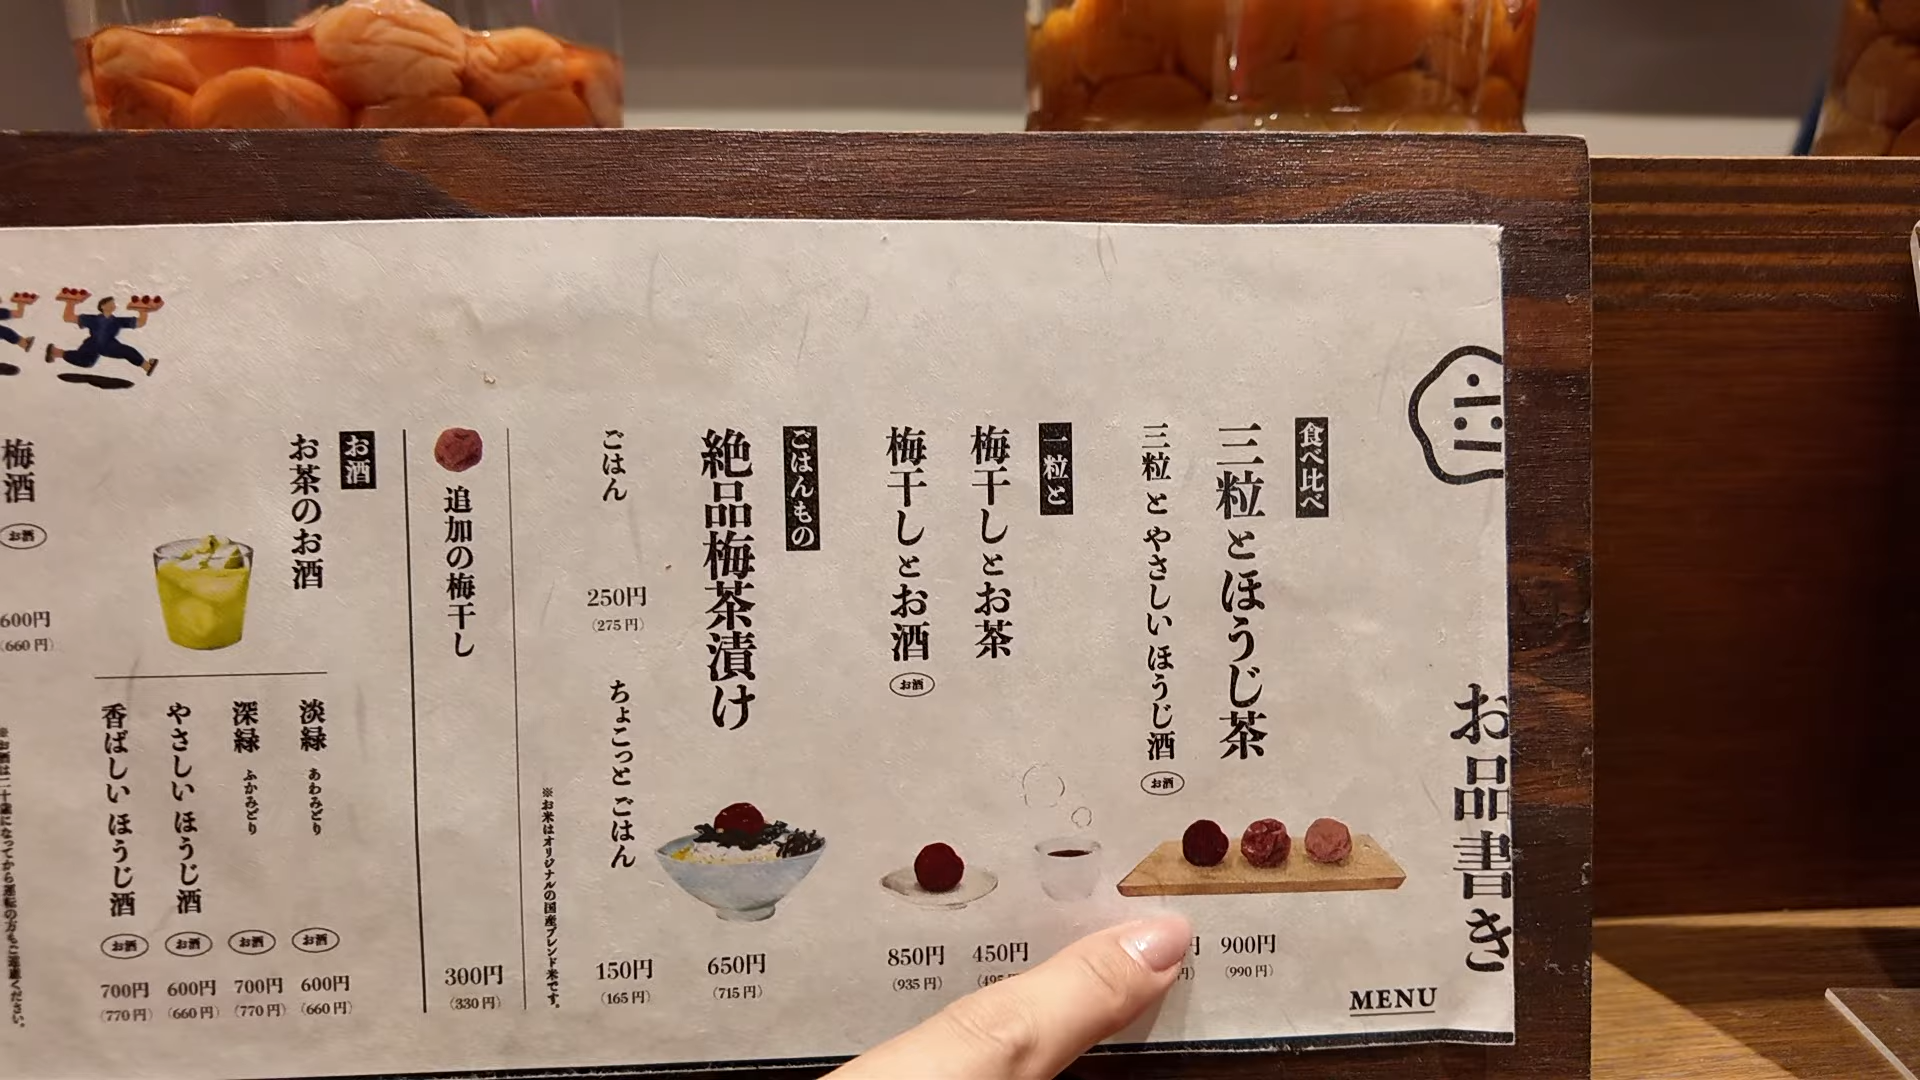 お品書き
MENU
食べ比べ
三粒とほうじ茶
900円
(990円)
三粒とやさしいほうじ酒
お酒
円
円)
一粒と
梅干しとお茶
450円
梅干しとお酒
お酒
850円
(935円)
ごはんもの
絶品梅茶漬け
650円
(715円)
ごはん
250円
(275円)
ちょこっとごはん
150円
(165円)
※お米はオリジナルの国産ブレンド米です。
追加の梅干し
300円
(330円)
お酒
お茶のお酒
淡緑 あわみどり
お酒
600円
(660円)
深緑 ふかみどり
お酒
700円
(770円)
やさしいほうじ酒
お酒
600円
(660円)
香ばしいほうじ酒
お酒
700円
(770円)
梅酒
お酒
600円
(660円)